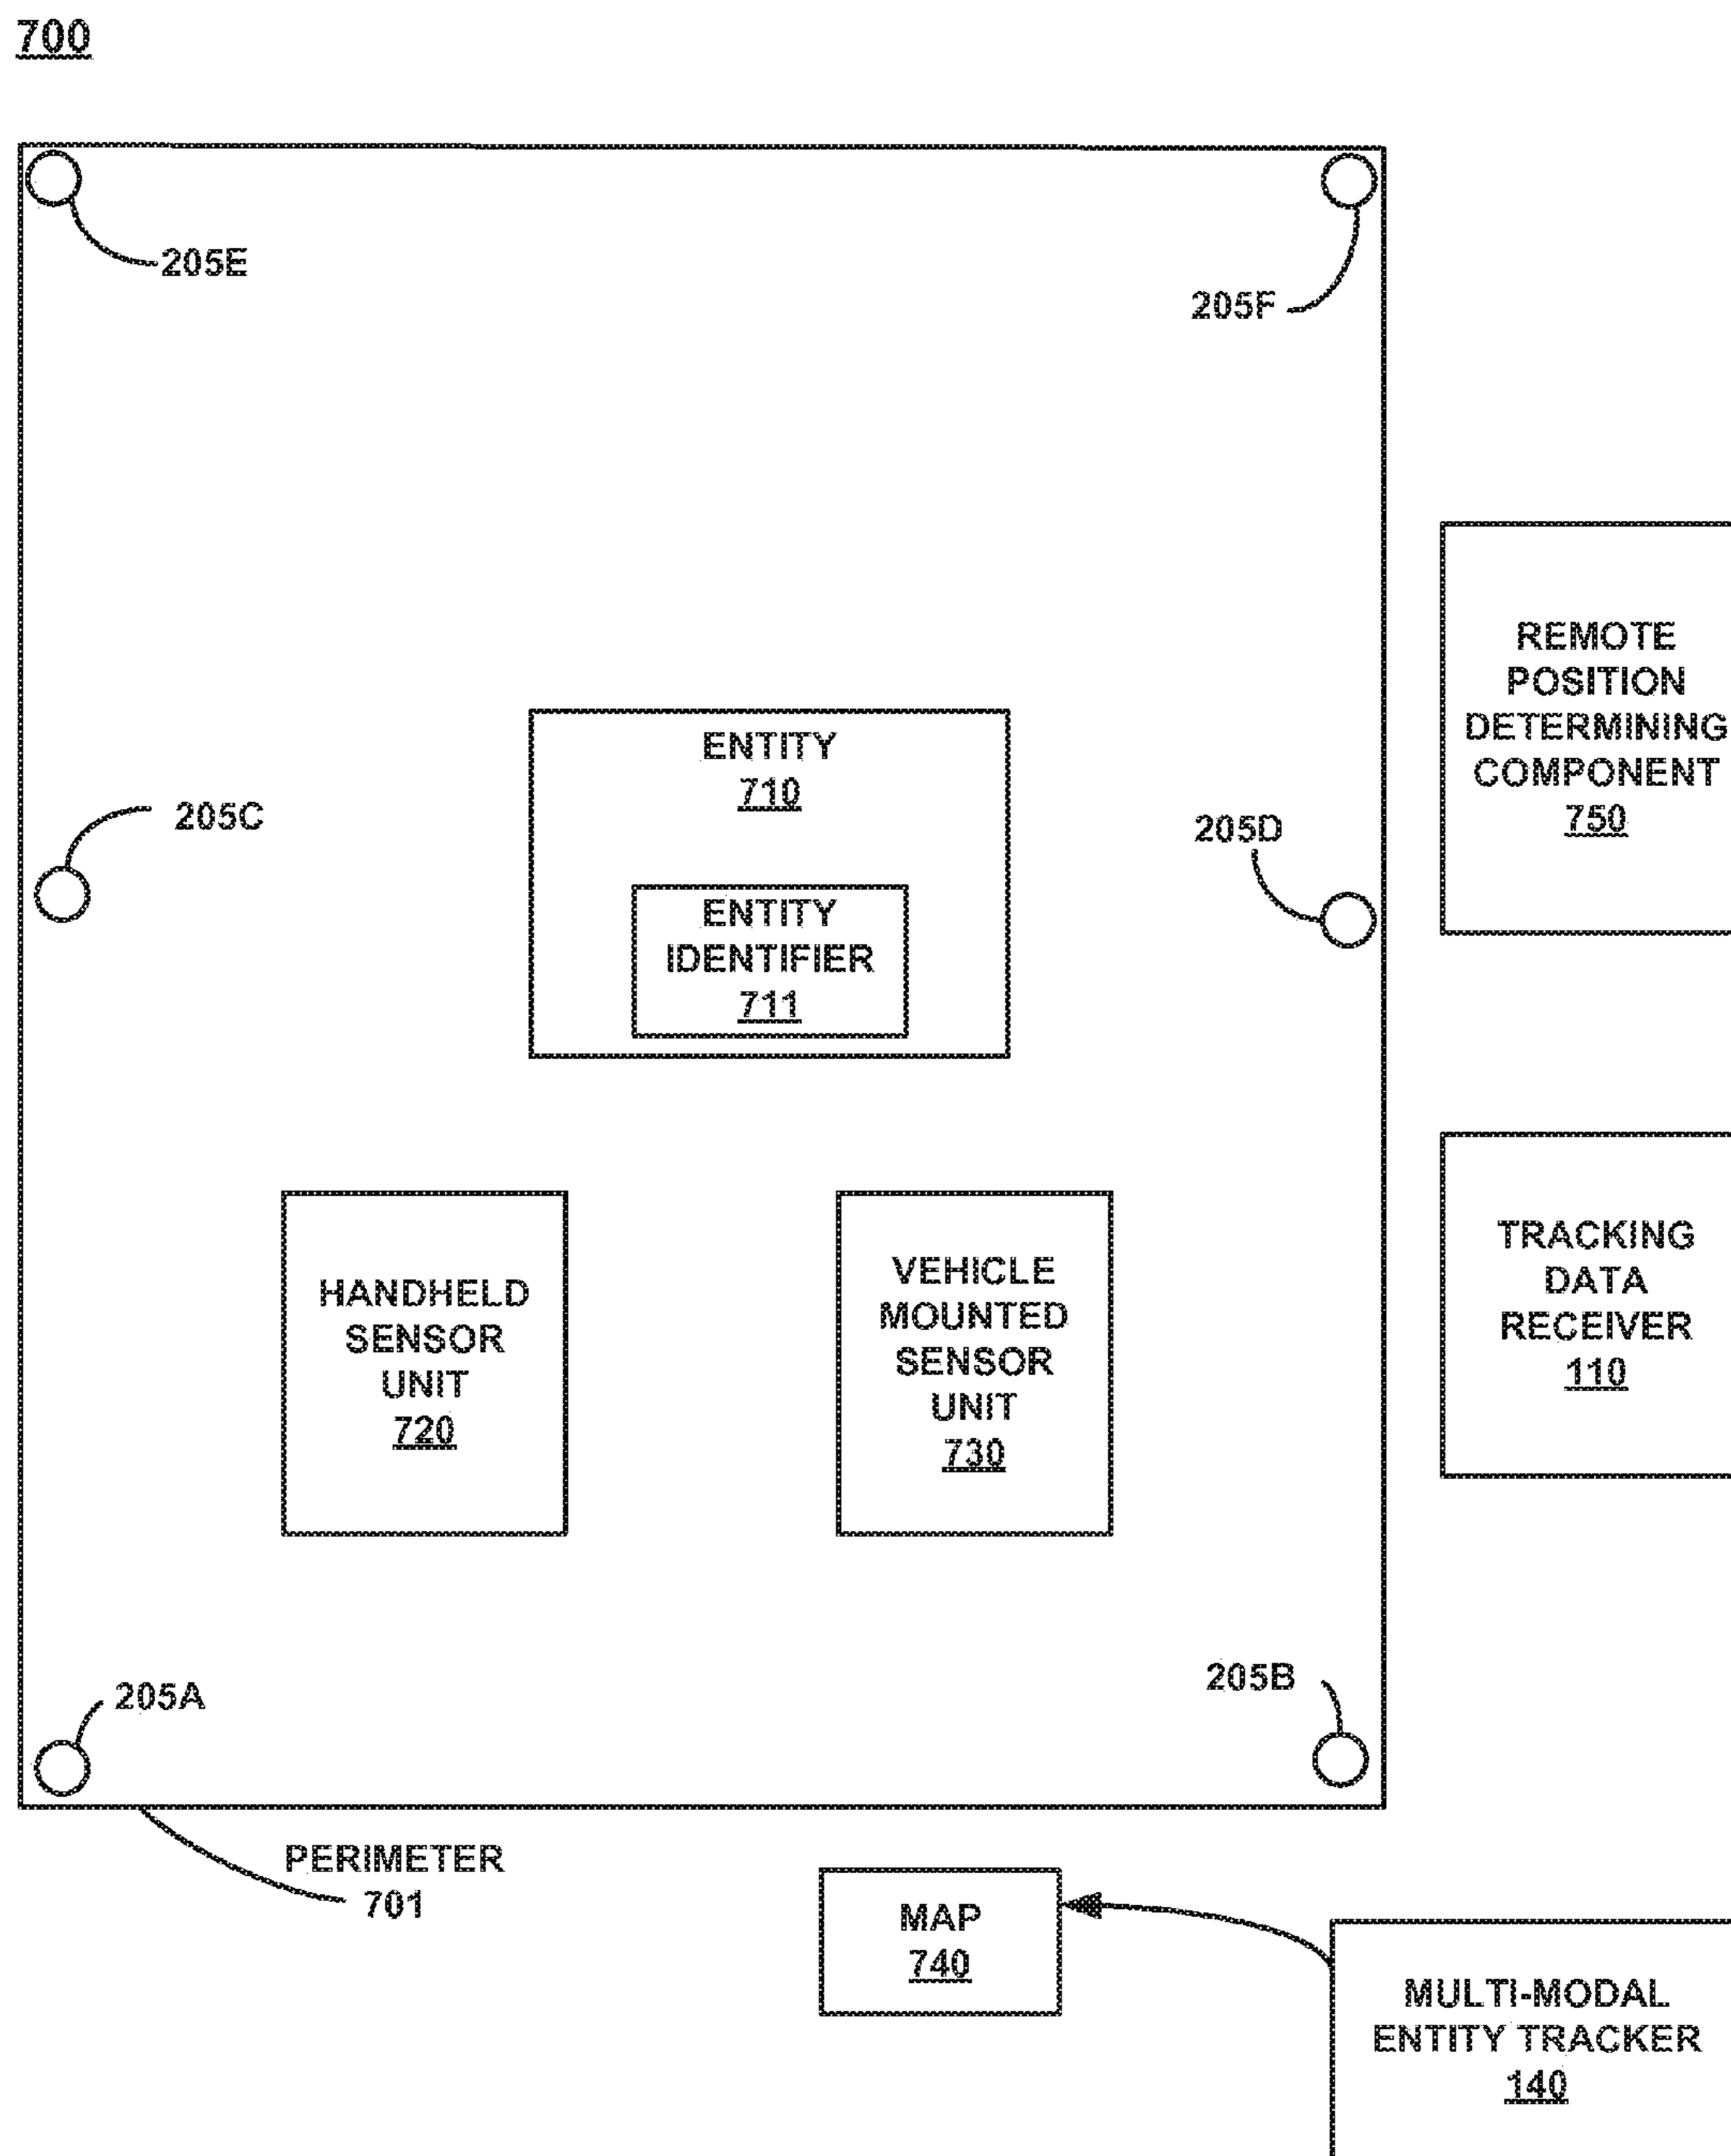 700
205E
205F
REMOTE
POSITION
DETERMINING
COMPONENT
750
ENTITY
710
205C
205D
ENTITY
IDENTIFIER
711
TRACKING
DATA
RECEIVER
110
HANDHELD
SENSOR
UNIT
720
VEHICLE
MOUNTED
SENSOR
UNIT
730
205A
205B
PERIMETER
701
MAP
740
MULTI-MODAL
ENTITY TRACKER
140